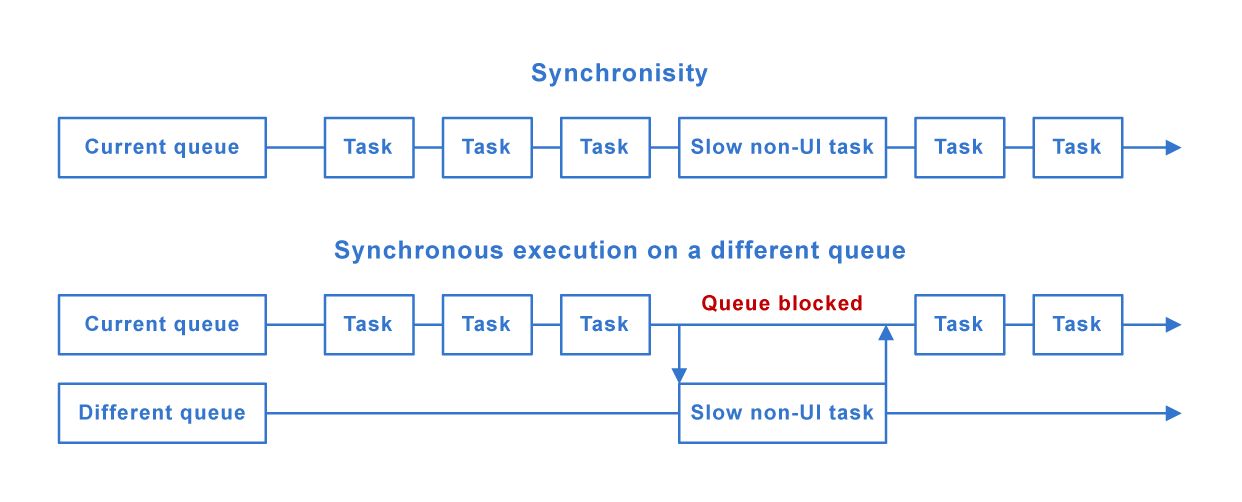 Synchronisity
Current queue Task Task Task Slow non-UI task Task Task
Synchronous execution on a different queue
Queue blocked
Current queue Task Task Task Task Task
Different queue Slow non-UI task